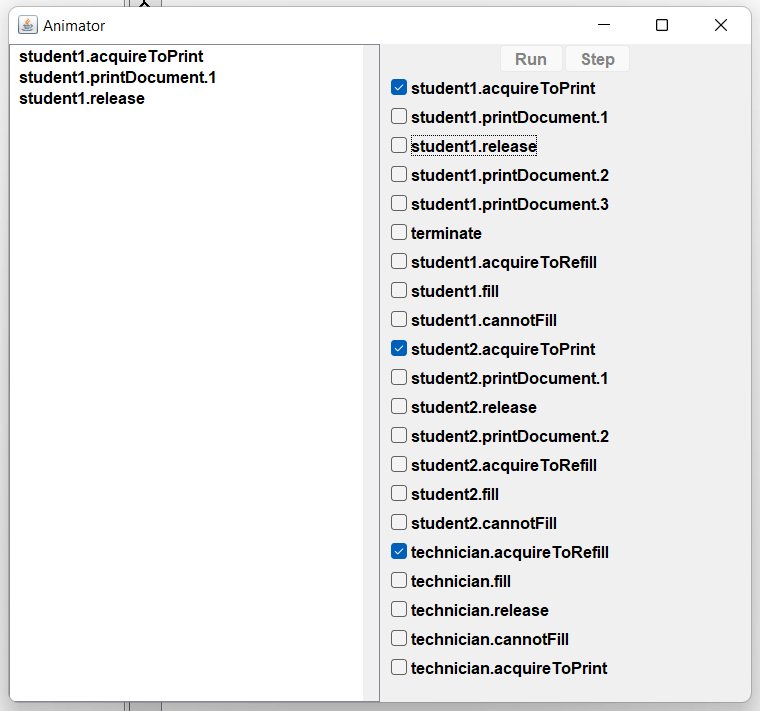 Animator
student1.acquireToPrint
student1.printDocument.1
student1.release
Run Step
student1.acquireToPrint
student1.printDocument.1
student1.release
student1.printDocument.2
student1.printDocument.3
terminate
student1.acquireToRefill
student1.fill
student1.cannotFill
student2.acquireToPrint
student2.printDocument.1
student2.release
student2.printDocument.2
student2.acquireToRefill
student2.fill
student2.cannotFill
technician.acquireToRefill
technician.fill
technician.release
technician.cannotFill
technician.acquireToPrint